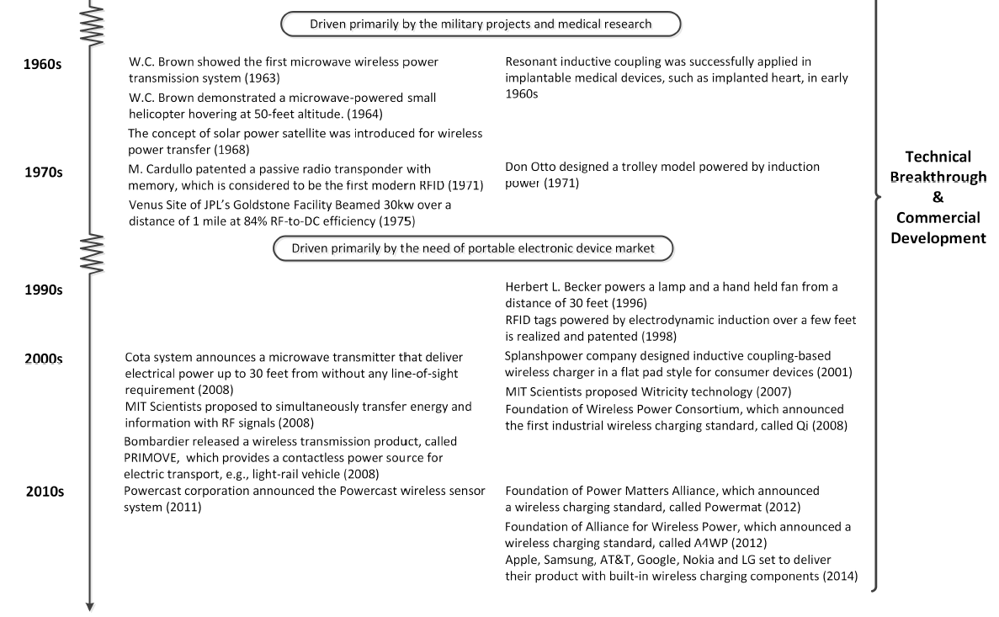 Driven primarily by the military projects and medical research
1960s
W.C. Brown showed the first microwave wireless power
transmission system (1963)
W.C. Brown demonstrated a microwave-powered small
helicopter hovering at 50-feet altitude. (1964)
The concept of solar power satellite was introduced for wireless
power transfer (1968)
Resonant inductive coupling was successfully applied in
implantable medical devices, such as implanted heart, in early
1960s
1970s
M. Cardullo patented a passive radio transponder with
memory, which is considered to be the first modern RFID (1971)
Venus Site of JPL’s Goldstone Facility Beamed 30kw over a
distance of 1 mile at 84% RF-to-DC efficiency (1975)
Don Otto designed a trolley model powered by induction
power (1971)
Driven primarily by the need of portable electronic device market
1990s
Herbert L. Becker powers a lamp and a hand held fan from a
distance of 30 feet (1996)
RFID tags powered by electrodynamic induction over a few feet
is realized and patented (1998)
2000s
Cota system announces a microwave transmitter that deliver
electrical power up to 30 feet from without any line-of-sight
requirement (2008)
MIT Scientists proposed to simultaneously transfer energy and
information with RF signals (2008)
Bombardier released a wireless transmission product, called
PRIMOVE, which provides a contactless power source for
electric transport, e.g., light-rail vehicle (2008)
Splanshpower company designed inductive coupling-based
wireless charger in a flat pad style for consumer devices (2001)
MIT Scientists proposed Witricity technology (2007)
Foundation of Wireless Power Consortium, which announced
the first industrial wireless charging standard, called Qi (2008)
2010s
Powercast corporation announced the Powercast wireless sensor
system (2011)
Foundation of Power Matters Alliance, which announced
a wireless charging standard, called Powermat (2012)
Foundation of Alliance for Wireless Power, which announced a
wireless charging standard, called A4WP (2012)
Apple, Samsung, AT&T, Google, Nokia and LG set to deliver
their product with built-in wireless charging components (2014)
Technical
Breakthrough
&
Commercial
Development